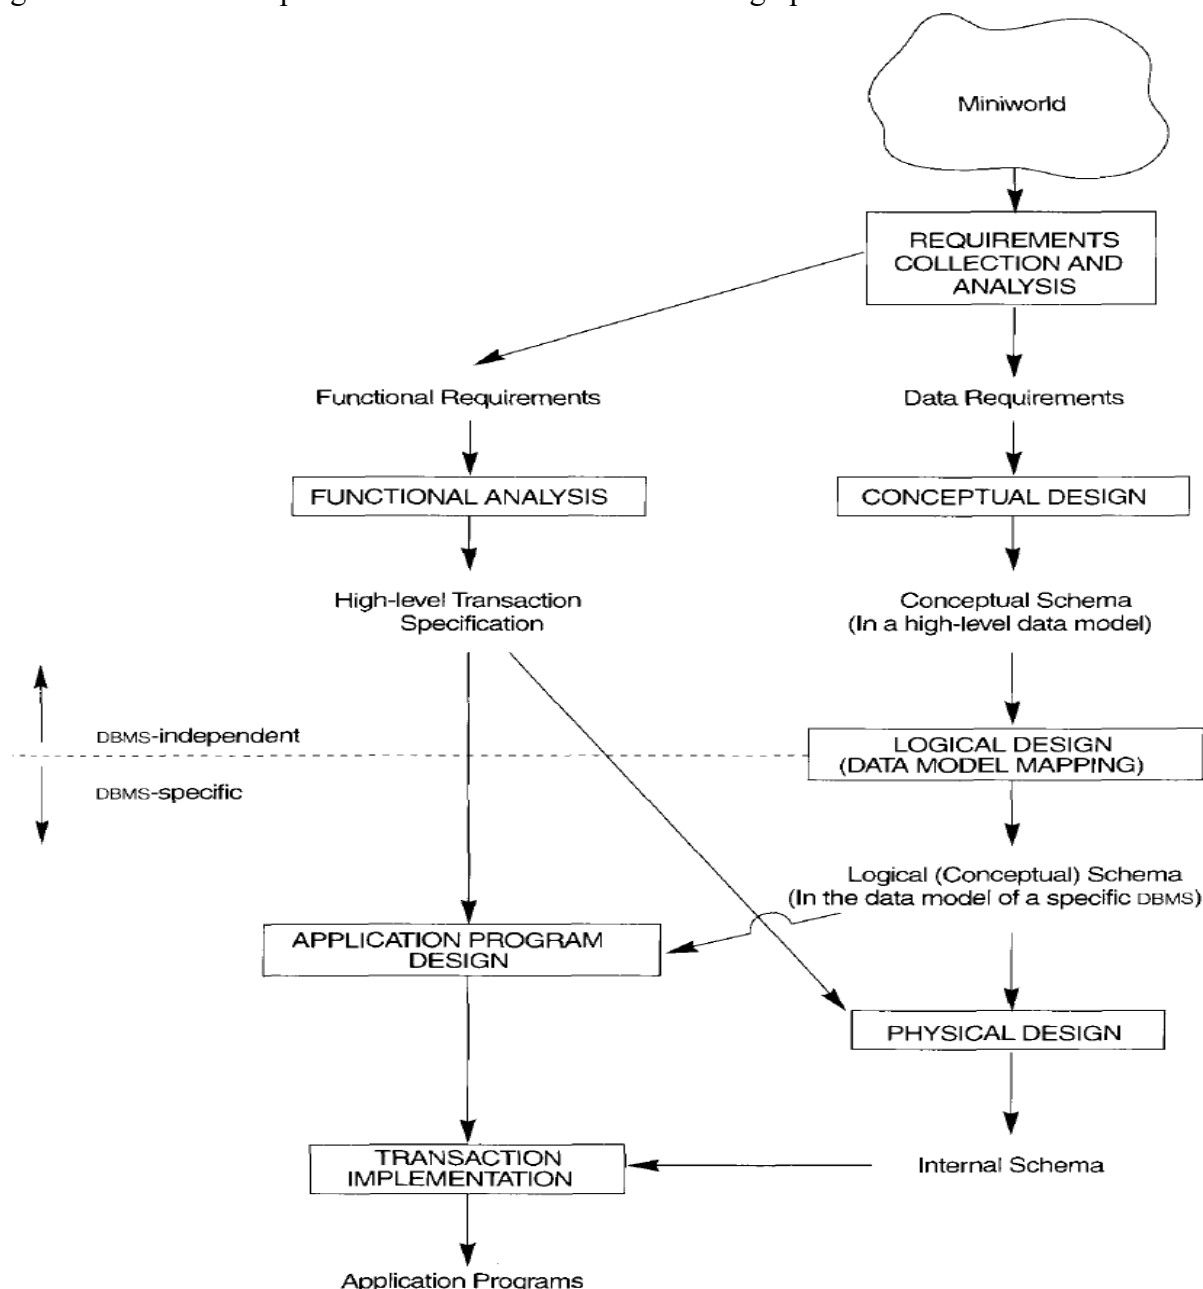 Miniworld
REQUIREMENTS
COLLECTION AND
ANALYSIS
Functional Requirements
Data Requirements
FUNCTIONAL ANALYSIS
CONCEPTUAL DESIGN
High-level Transaction
Specification
Conceptual Schema
(In a high-level data model)
DBMS-independent
LOGICAL DESIGN
(DATA MODEL MAPPING)
DBMS-specific
Logical (Conceptual) Schema
(In the data model of a specific DBMS)
APPLICATION PROGRAM
DESIGN
PHYSICAL DESIGN
TRANSACTION
IMPLEMENTATION
Internal Schema
Application Programs